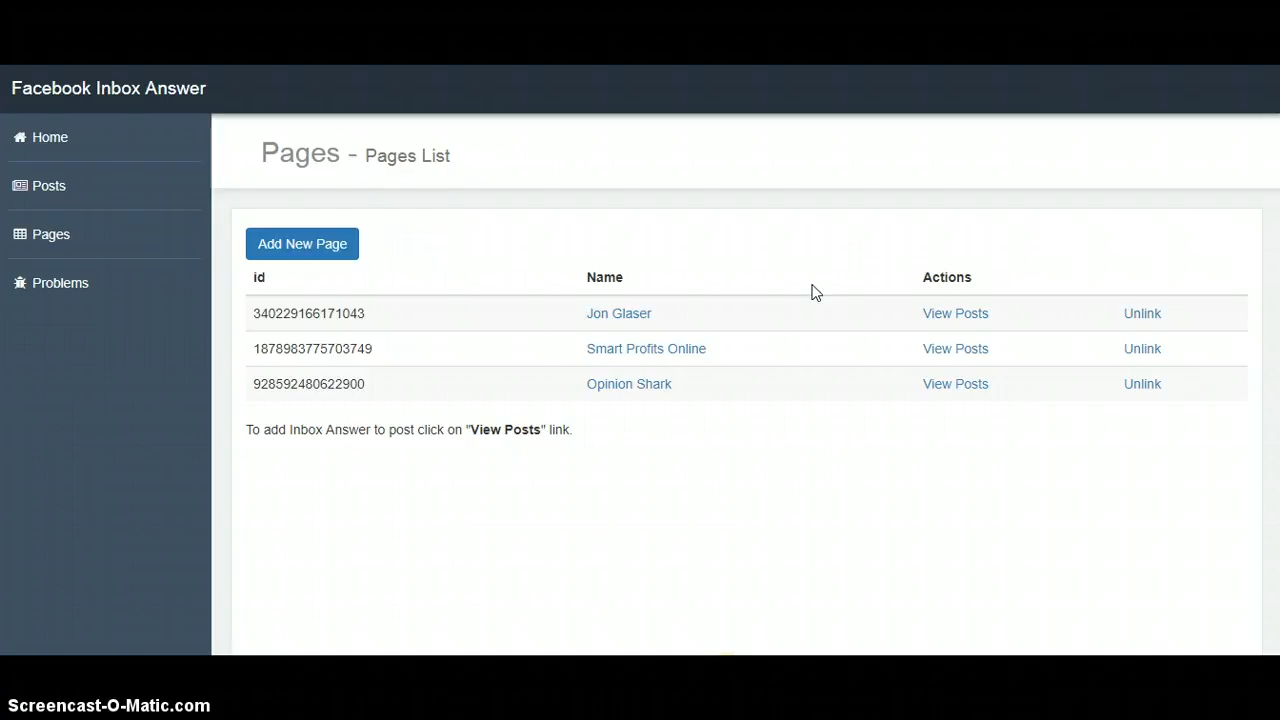 Facebook Inbox Answer
Home
Posts
Pages
Problems
Pages - Pages List
Add New Page
id Name Actions
340229166171043 Jon Glaser View Posts Unlink
1878983775703749 Smart Profits Online View Posts Unlink
928592480622900 Opinion Shark View Posts Unlink
To add Inbox Answer to post click on "View Posts" link.
Screencast-O-Matic.com